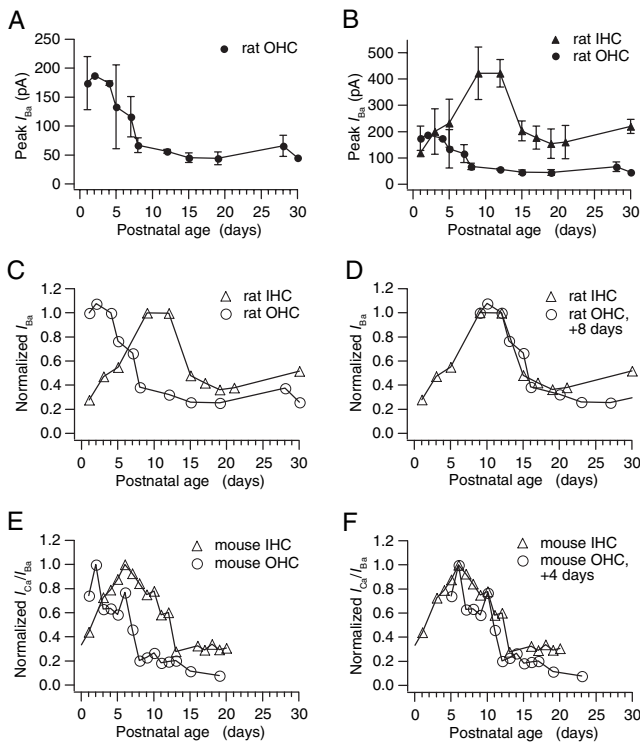 A
rat OHC
Peak I_Ba (pA)
250
200
150
100
50
0
0 5 10 15 20 25 30
Postnatal age (days)
B
rat IHC
rat OHC
Peak I_Ba (pA)
500
400
300
200
100
0
0 5 10 15 20 25 30
Postnatal age (days)
C
rat IHC
rat OHC
Normalized I_Ba
1.2
1.0
0.8
0.6
0.4
0.2
0.0
0 5 10 15 20 25 30
Postnatal age (days)
D
rat IHC
rat OHC,
+8 days
Normalized I_Ba
1.2
1.0
0.8
0.6
0.4
0.2
0.0
0 5 10 15 20 25 30
Postnatal age (days)
E
mouse IHC
mouse OHC
Normalized I_Ca/I_Ba
1.2
1.0
0.8
0.6
0.4
0.2
0.0
0 5 10 15 20 25 30
Postnatal age (days)
F
mouse IHC
mouse OHC,
+4 days
Normalized I_Ca/I_Ba
1.2
1.0
0.8
0.6
0.4
0.2
0.0
0 5 10 15 20 25 30
Postnatal age (days)